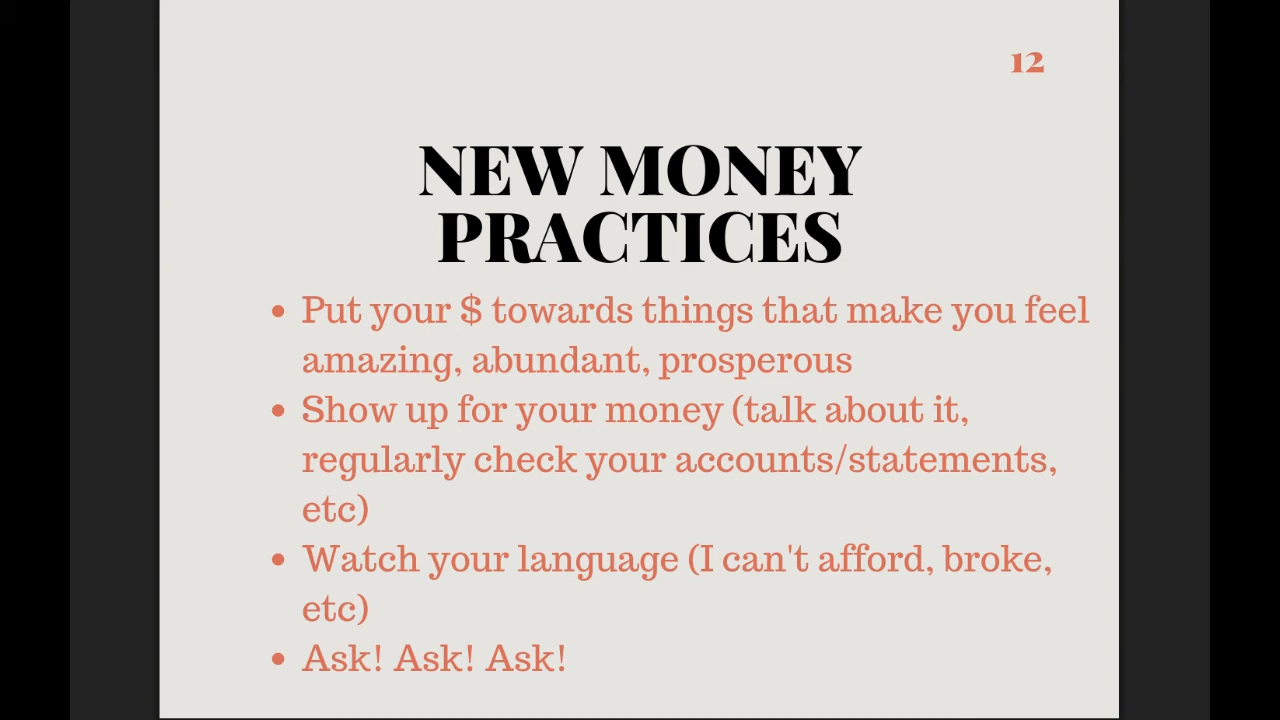 12
NEW MONEY
PRACTICES
• Put your $ towards things that make you feel
amazing, abundant, prosperous
• Show up for your money (talk about it,
regularly check your accounts/statements,
etc)
• Watch your language (I can't afford, broke,
etc)
• Ask! Ask! Ask!